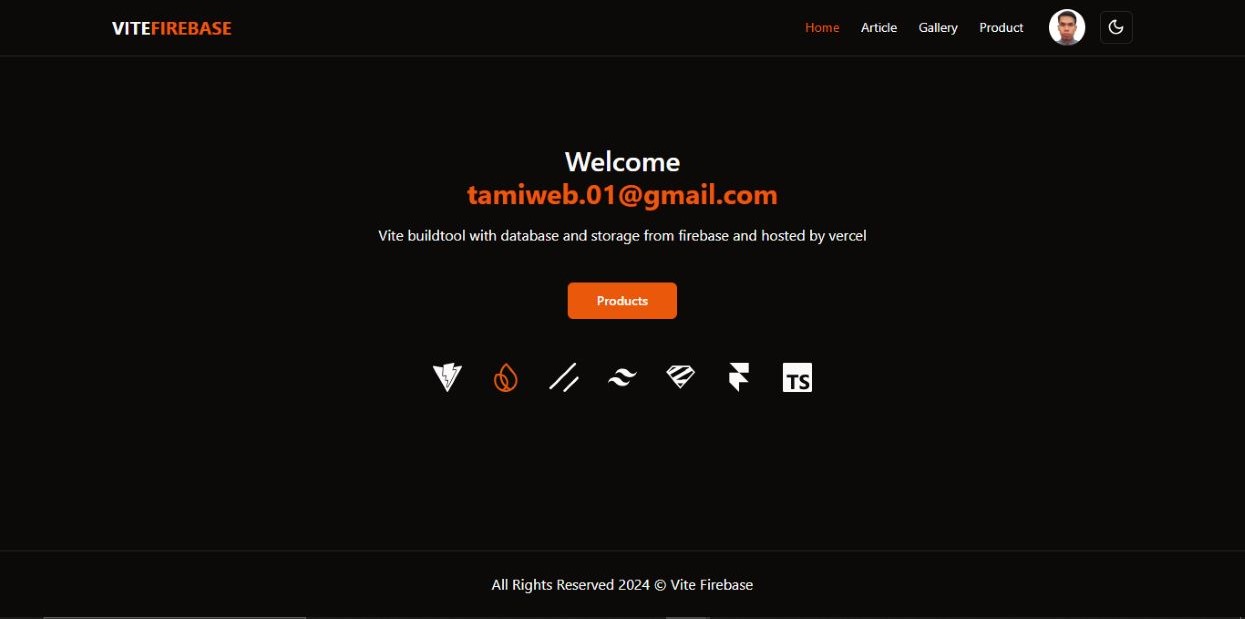 VITEFIREBASE
Home Article Gallery Product
Welcome
tamiweb.01@gmail.com
Vite buildtool with database and storage from firebase and hosted by vercel
Products
TS
All Rights Reserved 2024 © Vite Firebase